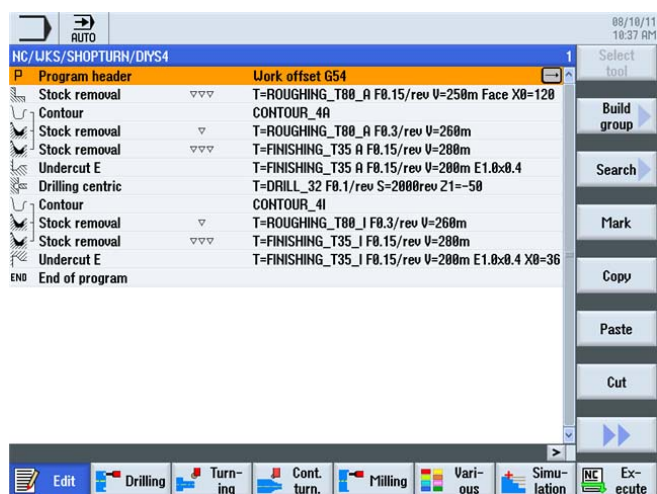 AUTO
08/10/11
10:37 AM
NC/WKS/SHOPTURN/DIYS4 1
Select tool
P Program header Work offset G54
Stock removal ▽▽▽ T=ROUGHING_T80_A F0.15/rev V=250m Face X0=120
Contour CONTOUR_4A
Build group
Stock removal ▽ T=ROUGHING_T80_A F0.3/rev V=260m
Stock removal ▽▽▽ T=FINISHING_T35 A F0.15/rev V=280m
Undercut E T=FINISHING_T35 A F0.15/rev V=200m E1.0x0.4
Search
Drilling centric T=DRILL_32 F0.1/rev S=2000rev Z1=-50
Contour CONTOUR_4I
Stock removal ▽ T=ROUGHING_T80_I F0.3/rev V=260m
Mark
Stock removal ▽▽▽ T=FINISHING_T35_I F0.15/rev V=280m
Undercut E T=FINISHING_T35_I F0.15/rev V=200m E1.0x0.4 X0=36
END End of program
Copy
Paste
Cut
Edit
Drilling
Turn-
ing
Cont.
turn.
Milling
Vari-
ous
Simu-
lation
NC
Ex-
ecute